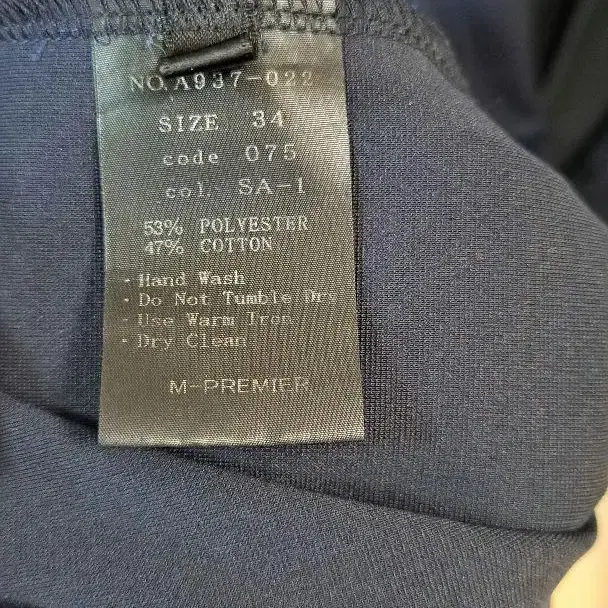 NO.A937-022
SIZE 34
code 075
col. SA-1
53% POLYESTER
47% COTTON
· Hand Wash
· Do Not Tumble Dry
· Use Warm Iron
· Dry Clean
M-PREMIER